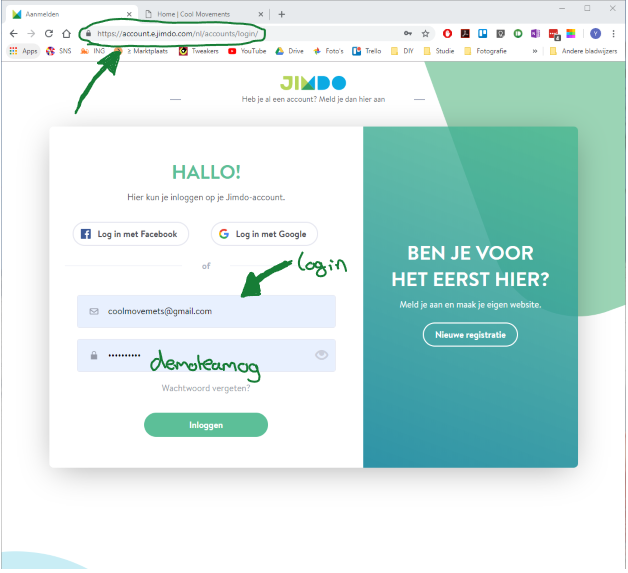 Aanmelden
Home | Cool Movements
https://account.e.jimdo.com/nl/accounts/login/
Apps
SNS
ING
Marktplaats
Tweakers
YouTube
Drive
Foto's
Trello
DIY
Studie
Fotografie
»
Andere bladwijzers
JIMDO
Heb je al een account? Meld je dan hier aan
HALLO!
Hier kun je inloggen op je Jimdo-account.
Log in met Facebook
Log in met Google
of
login
coolmovemets@gmail.com
••••••••••
Wachtwoord vergeten?
Inloggen
BEN JE VOOR
HET EERST HIER?
Meld je aan en maak je eigen website.
Nieuwe registratie